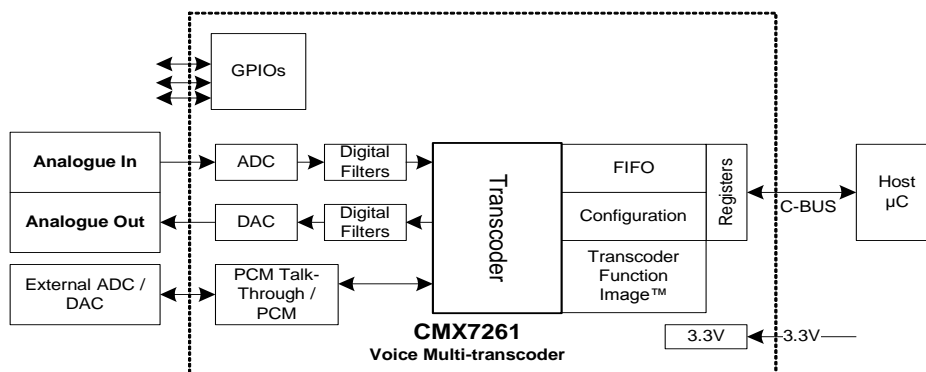 GPIOs
Analogue In
ADC
Digital
Filters
Analogue Out
DAC
Digital
Filters
External ADC /
DAC
PCM Talk-
Through /
PCM
Transcoder
FIFO
Configuration
Transcoder
Function
Image™
Registers
C-BUS
Host
µC
CMX7261
Voice Multi-transcoder
3.3V
3.3V